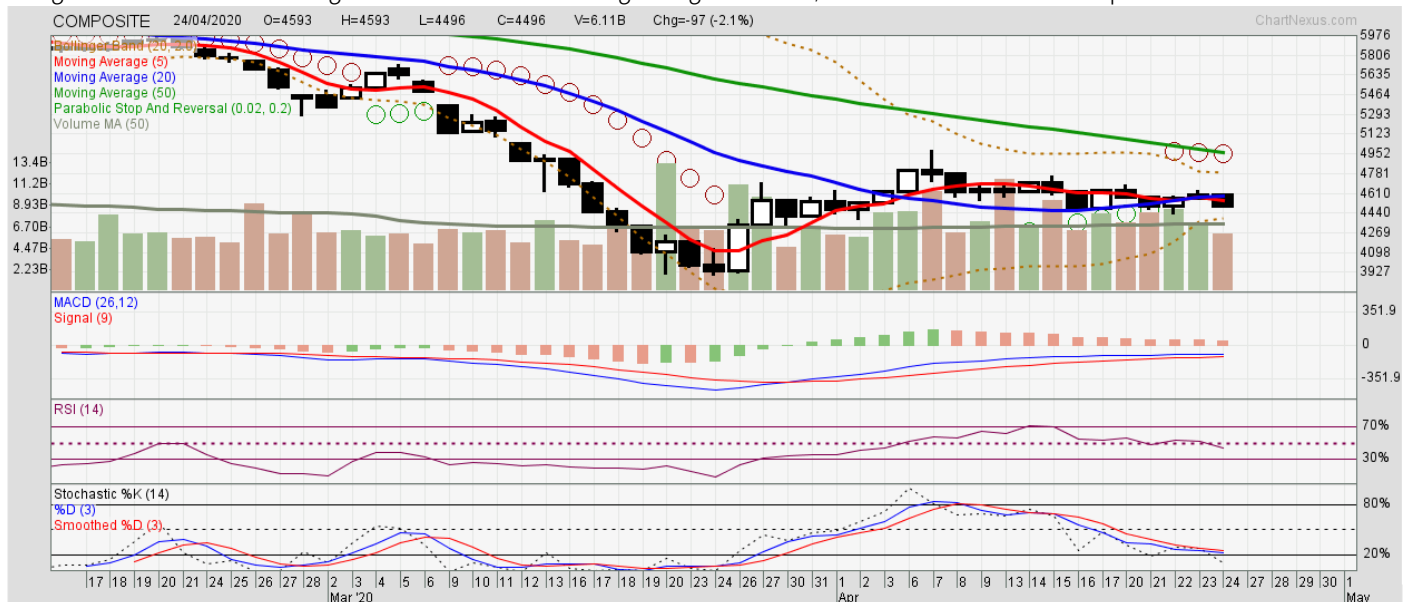 COMPOSITE 24/04/2020 O=4593 H=4593 L=4496 C=4496 V=6.11B Chg=-97 (-2.1%) ChartNexus.com
Bollinger Band (20, 2.0)
Moving Average (5)
Moving Average (20)
Moving Average (50)
Parabolic Stop And Reversal (0.02, 0.2)
Volume MA (50)
13.4B
11.2B
8.93B
6.70B
4.47B
2.23B
5976
5806
5635
5464
5293
5123
4952
4781
4610
4440
4269
4098
3927
MACD (26,12)
Signal (9)
351.9
0
-351.9
RSI (14)
70%
30%
Stochastic %K (14)
%D (3)
Smoothed %D (3)
80%
20%
17 18 19 20 21 24 25 26 27 28 2 3 4 5 6 9 10 11 12 13 16 17 18 19 20 23 24 26 27 30 31 1 2 3 6 7 8 9 13 14 15 16 17 20 21 22 23 24 27 28 29 30 1
Mar '20 Apr May